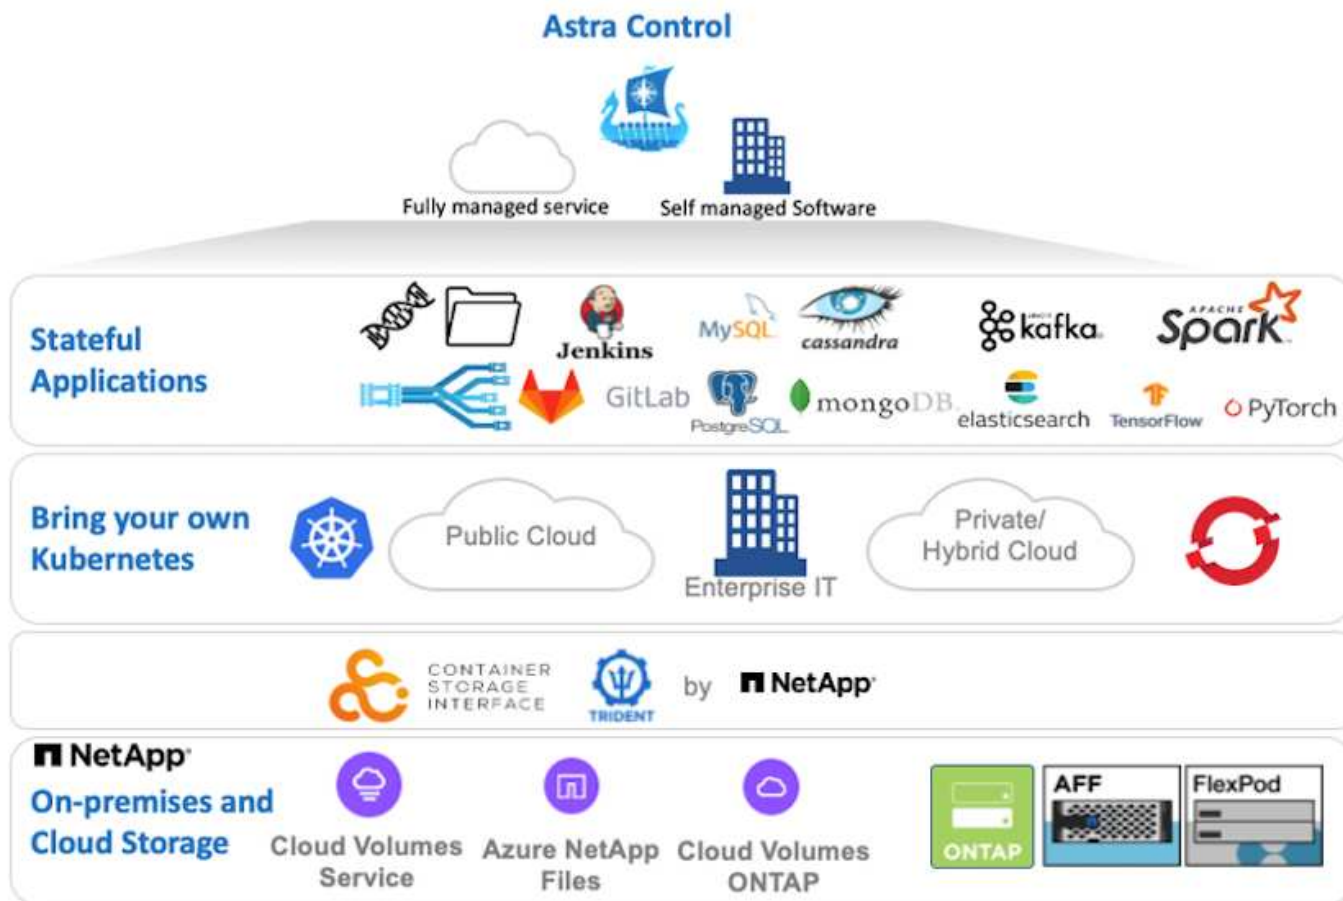 Astra Control
Fully managed service
Self managed Software
Stateful
Applications
Jenkins
MySQL
cassandra
kafka
APACHE
Spark
GitLab
PostgreSQL
mongoDB
elasticsearch
TensorFlow
PyTorch
Bring your own
Kubernetes
Public Cloud
Enterprise IT
Private/
Hybrid Cloud
CONTAINER
STORAGE
INTERFACE
TRIDENT
by
NetApp
NetApp
On-premises and
Cloud Storage
Cloud Volumes
Service
Azure NetApp
Files
Cloud Volumes
ONTAP
ONTAP
AFF
FlexPod